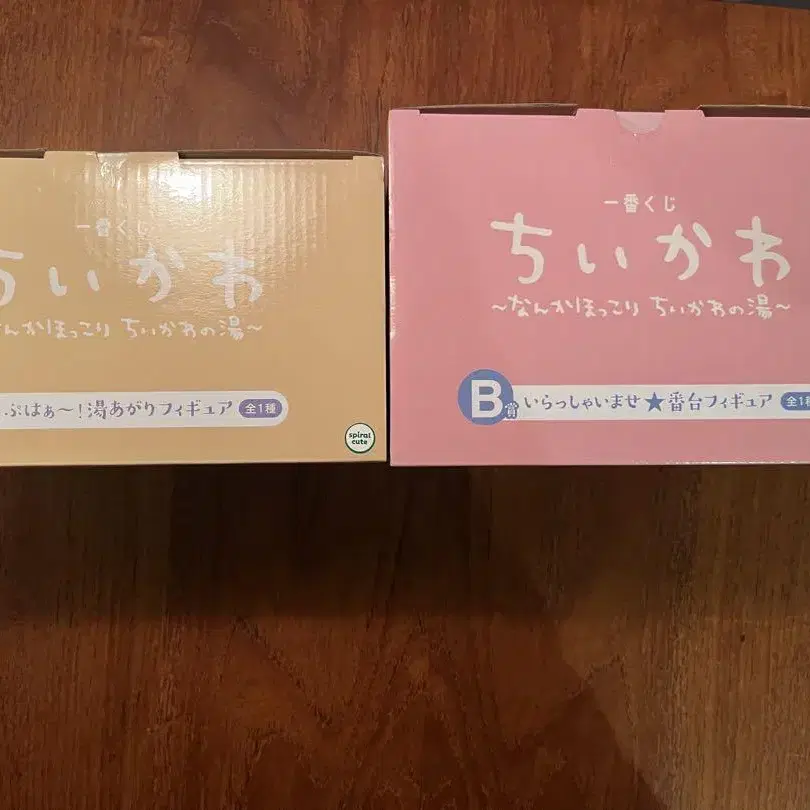 一番くじ
ちいかわ
~なんかほっこり ちいかわの湯~
ぷはぁ~!湯あがりフィギュア 全1種
spiral
cute
一番くじ
ちいかわ
~なんかほっこり ちいかわの湯~
B賞 いらっしゃいませ★番台フィギュア 全1種